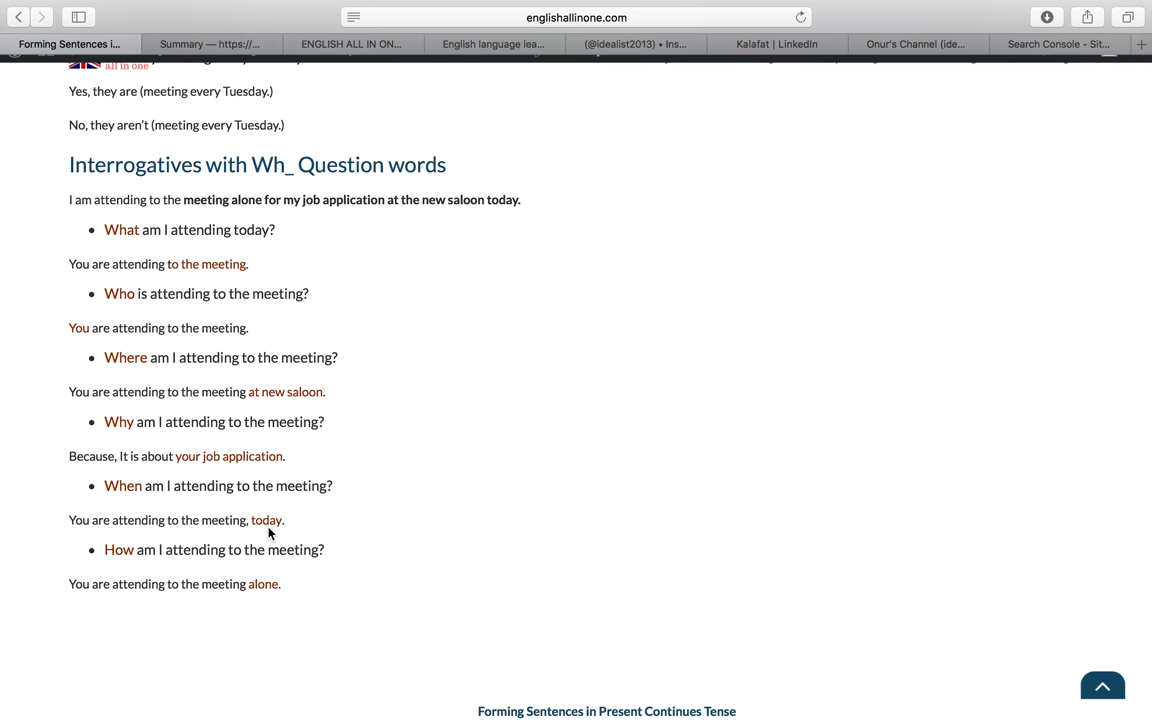 englishallinone.com
Forming Sentences i...
Summary — https://...
ENGLISH ALL IN ON...
English language lea...
(@idealist2013) • Ins...
Kalafat | LinkedIn
Onur's Channel (ide...
Search Console - Sit...
all in one
Yes, they are (meeting every Tuesday.)
No, they aren't (meeting every Tuesday.)
Interrogatives with Wh_ Question words
I am attending to the meeting alone for my job application at the new saloon today.
• What am I attending today?
You are attending to the meeting.
• Who is attending to the meeting?
You are attending to the meeting.
• Where am I attending to the meeting?
You are attending to the meeting at new saloon.
• Why am I attending to the meeting?
Because, It is about your job application.
• When am I attending to the meeting?
You are attending to the meeting, today.
• How am I attending to the meeting?
You are attending to the meeting alone.
Forming Sentences in Present Continues Tense